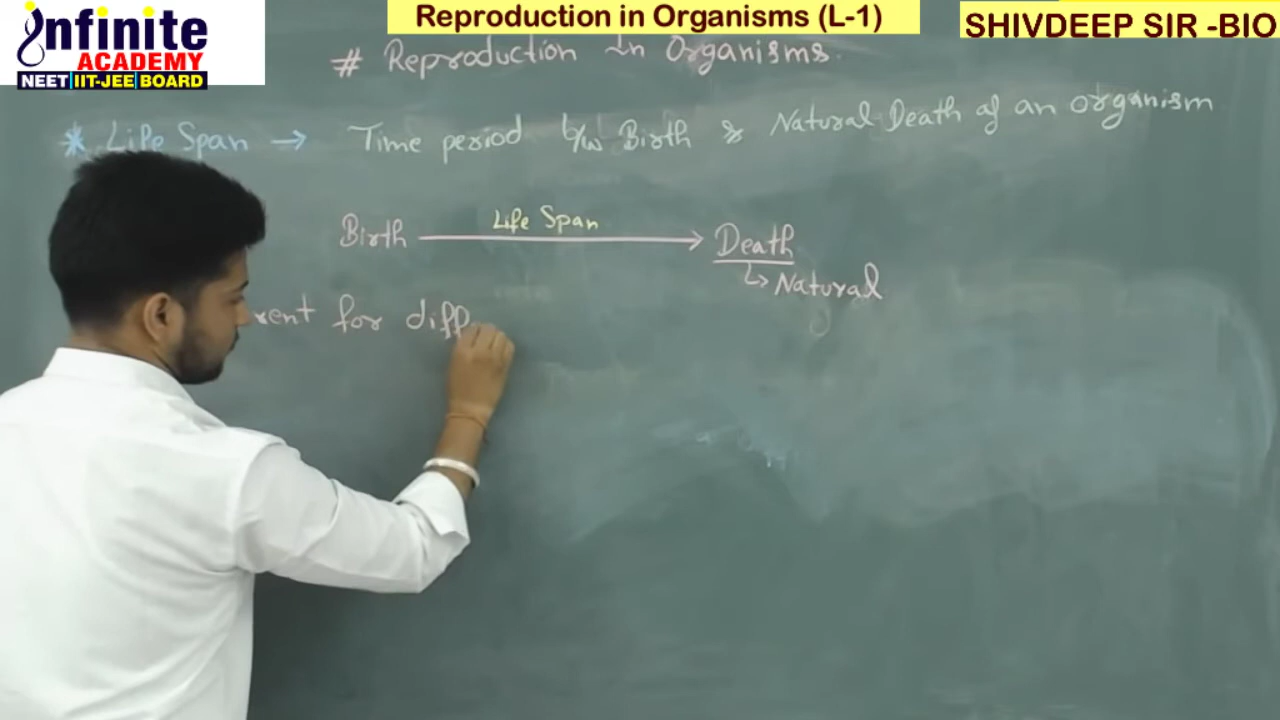 infinite
ACADEMY
NEET IIT-JEE BOARD
Reproduction in Organisms (L-1)
SHIVDEEP SIR -BIO
# Reproduction in Organisms.
* Life Span → Time period b/w Birth & Natural Death of an organism
Life Span
Birth → Death
↳ Natural
rent for diff